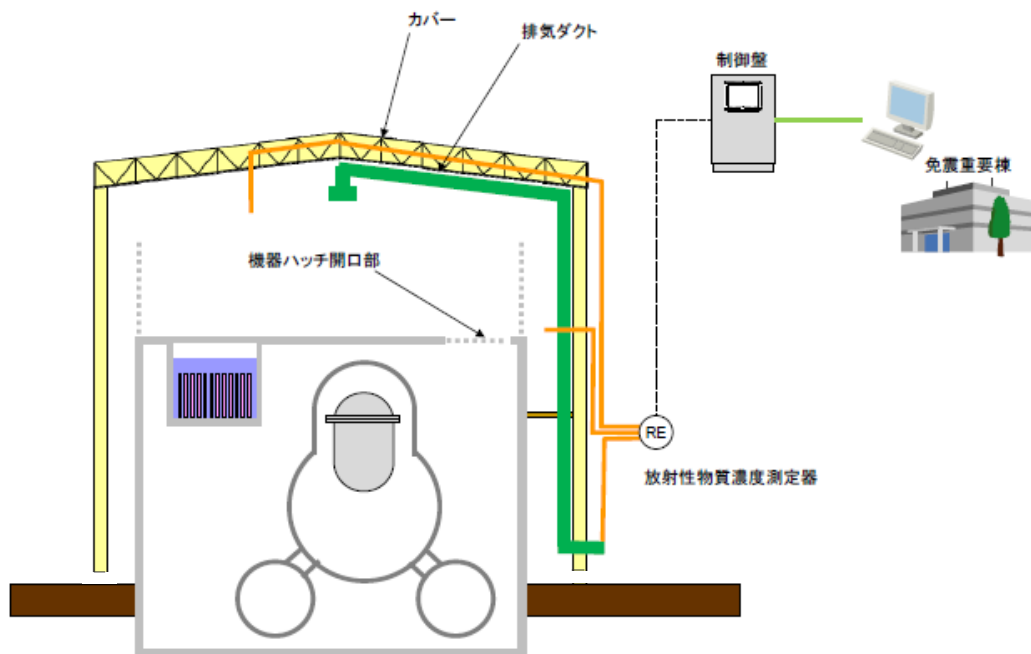 カバー
排気ダクト
制御盤
免震重要棟
機器ハッチ開口部
RE
放射性物質濃度測定器